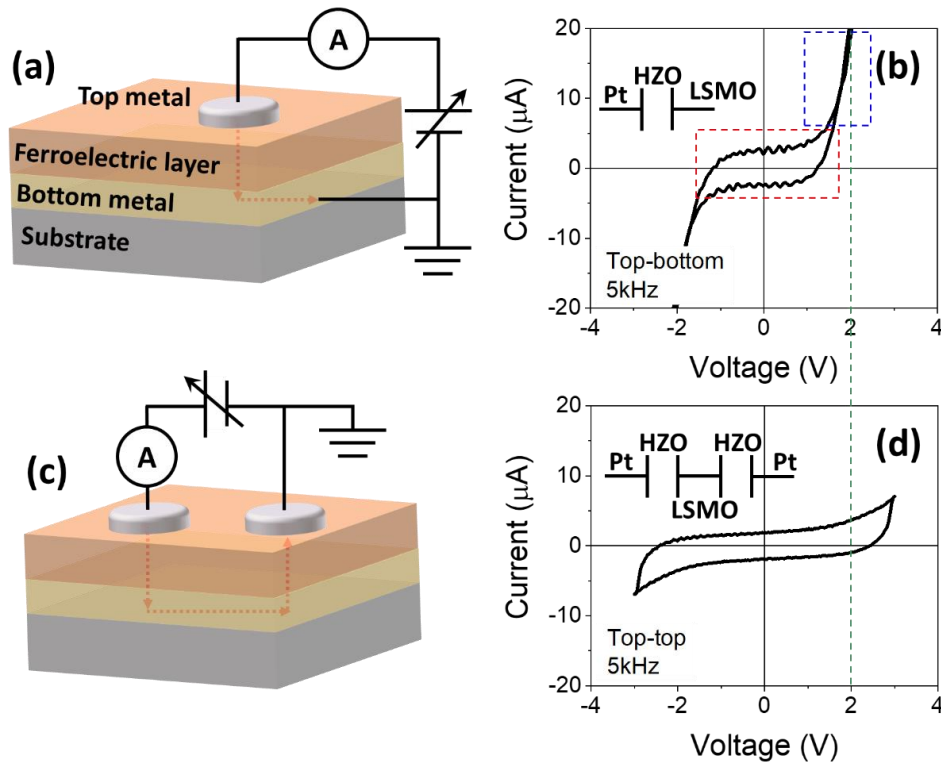 (a)
A
Top metal
Ferroelectric layer
Bottom metal
Substrate
(b)
HZO
Pt
LSMO
Current (μA)
20
10
0
-10
-20
Top-bottom
5kHz
-4
-2
0
2
4
Voltage (V)
(c)
A
(d)
HZO
HZO
Pt
Pt
LSMO
Current (μA)
20
10
0
-10
-20
Top-top
5kHz
-4
-2
0
2
4
Voltage (V)